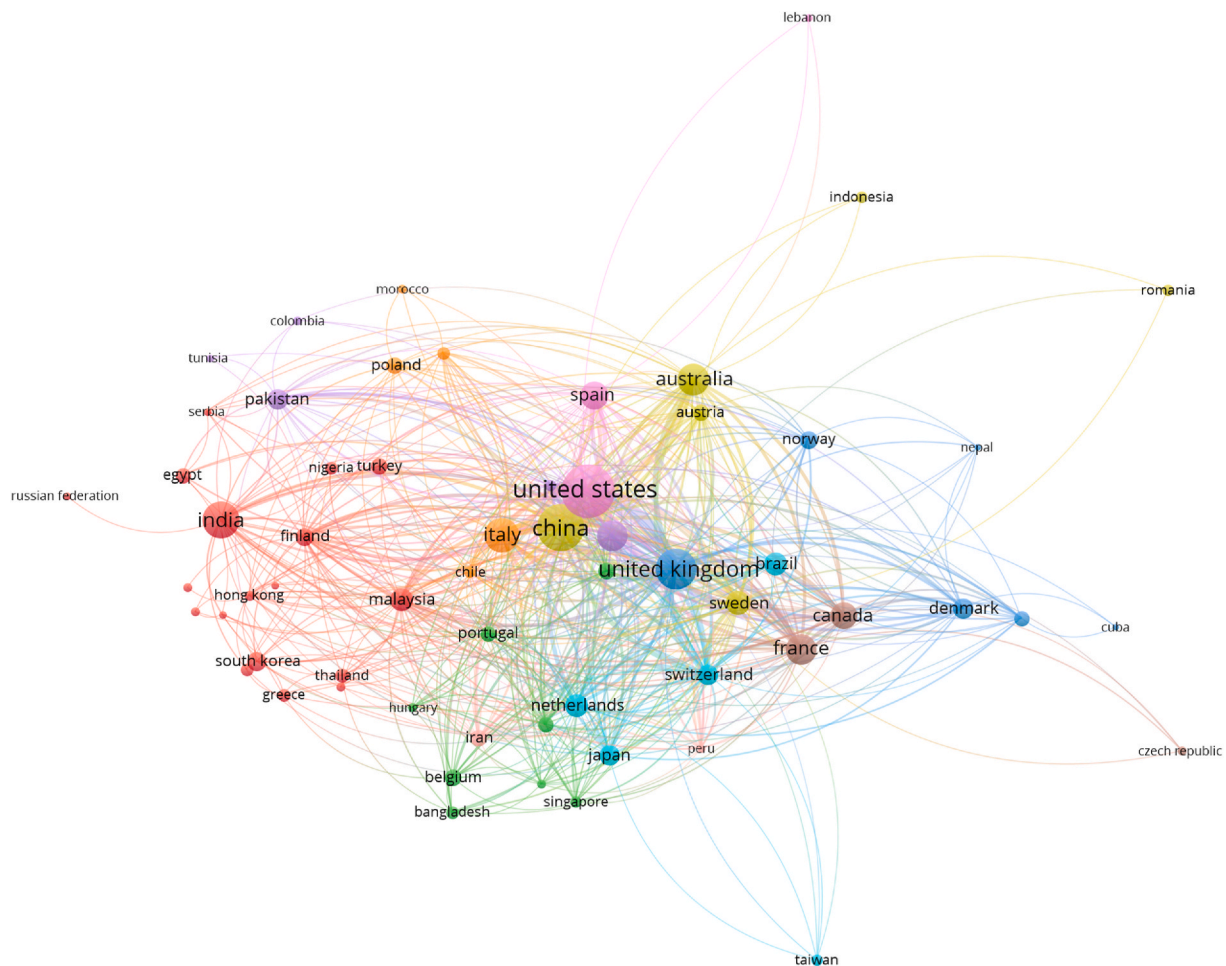 lebanon
indonesia
morocco
romania
colombia
tunisia
poland
australia
pakistan
spain
serbia
austria
norway
nepal
nigeria
turkey
egypt
united states
russian federation
india
china
italy
finland
united kingdom
brazil
chile
hong kong
malaysia
sweden
canada
denmark
cuba
portugal
france
south korea
thailand
switzerland
greece
hungary
netherlands
iran
peru
czech republic
japan
belgium
singapore
bangladesh
taiwan